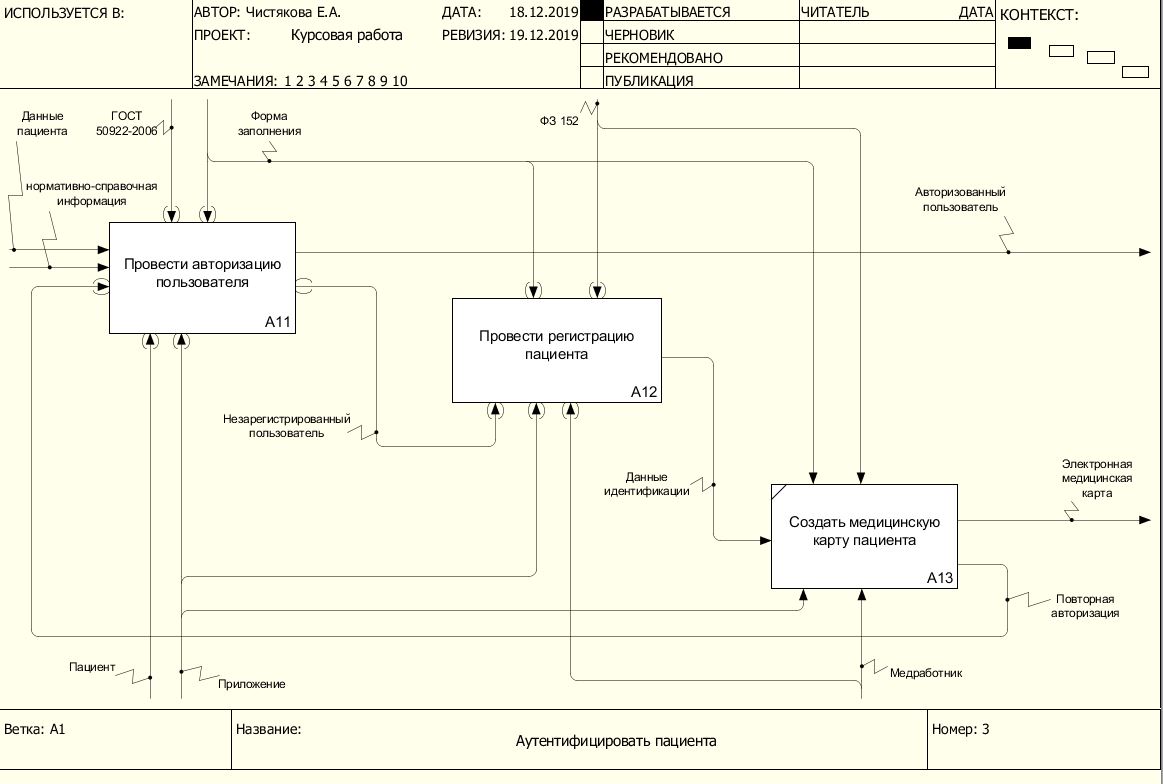 ИСПОЛЬЗУЕТСЯ В:
АВТОР: Чистякова Е.А.
ДАТА: 18.12.2019
ПРОЕКТ: Курсовая работа
РЕВИЗИЯ: 19.12.2019
ЗАМЕЧАНИЯ: 1 2 3 4 5 6 7 8 9 10
РАЗРАБАТЫВАЕТСЯ
ЧЕРНОВИК
РЕКОМЕНДОВАНО
ПУБЛИКАЦИЯ
ЧИТАТЕЛЬ
ДАТА
КОНТЕКСТ:
Данные
пациента
ГОСТ
50922-2006
Форма
заполнения
ФЗ 152
нормативно-справочная
информация
Авторизованный
пользователь
Провести авторизацию
пользователя
A11
Провести регистрацию
пациента
A12
Незарегистрированный
пользователь
Данные
идентификации
Электронная
медицинская
карта
Создать медицинскую
карту пациента
A13
Повторная
авторизация
Пациент
Приложение
Медработник
Ветка: A1
Название:
Аутентифицировать пациента
Номер: 3